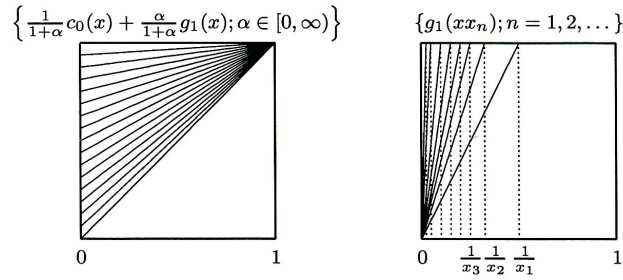 { 1/(1+α) c₀(x) + α/(1+α) g₁(x); α ∈ [0, ∞) }
{g₁(xxₙ); n = 1, 2, . . . }
0 1
0 1/x₃ 1/x₂ 1/x₁ 1